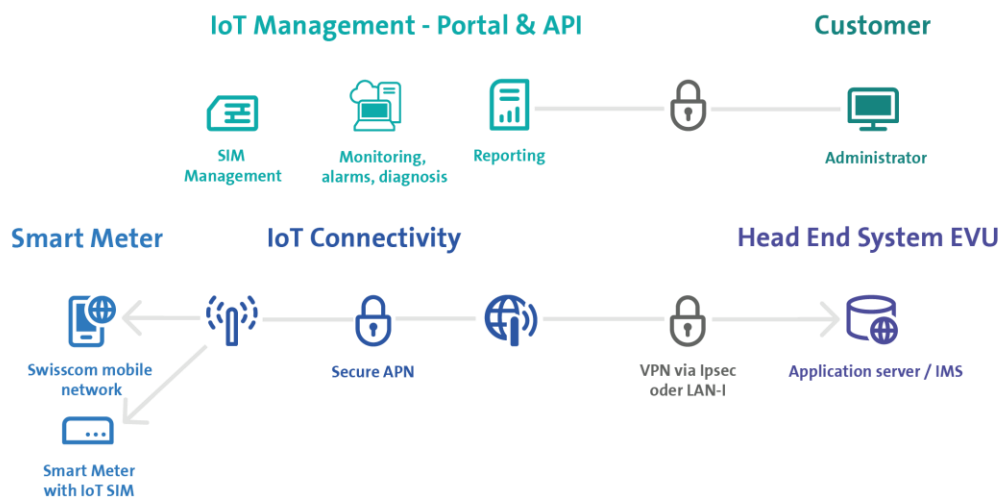 IoT Management - Portal & API
Customer
SIM
Management
Monitoring,
alarms, diagnosis
Reporting
Administrator
Smart Meter
IoT Connectivity
Head End System EVU
Swisscom mobile
network
Secure APN
VPN via Ipsec
oder LAN-I
Application server / IMS
Smart Meter
with IoT SIM